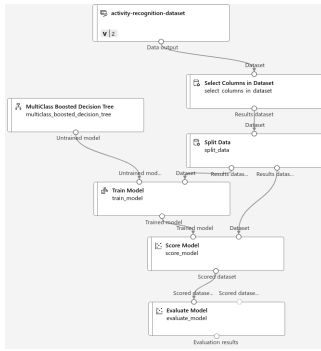 activity-recognition-dataset
v | 2
Data output
Dataset
Select Columns in Dataset
select columns in dataset
Results dataset
MultiClass Boosted Decision Tree
multiclass_boosted_decision_tree
Untrained model
Dataset
Split Data
split_data
Untrained mod... Dataset Results datas... Results datas...
Train Model
train_model
Trained model
Trained model Dataset
Score Model
score_model
Scored dataset
Scored datase... Scored datase...
Evaluate Model
evaluate_model
Evaluation results